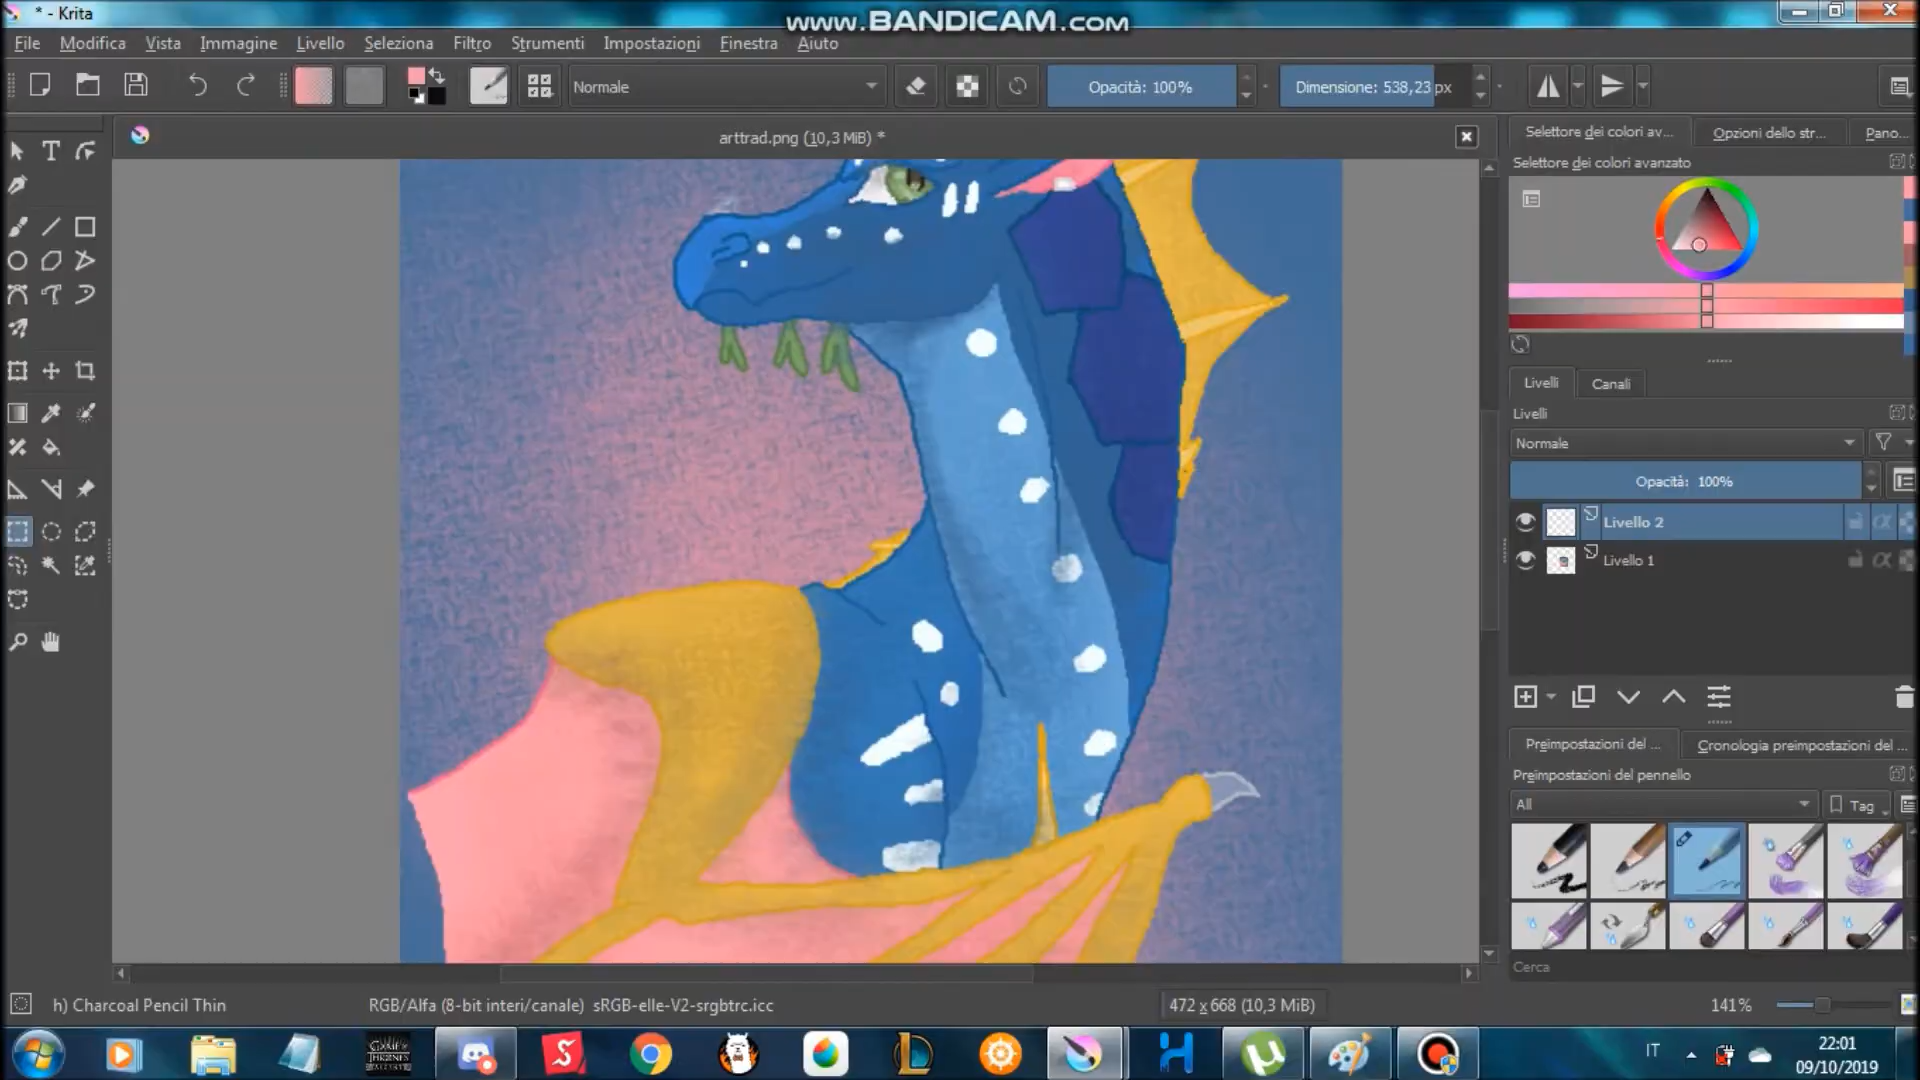 * - Krita
www.BANDICAM.com
File Modifica Vista Immagine Livello Seleziona Filtro Strumenti Impostazioni Finestra Aiuto
Normale
Opacità: 100%
Dimensione: 538,23 px
arttrad.png (10,3 MiB) *
Selettore dei colori av...
Opzioni dello str...
Pano...
Selettore dei colori avanzato
Livelli
Canali
Livelli
Normale
Opacità: 100%
Livello 2
Livello 1
Preimpostazioni del ...
Cronologia preimpostazioni del ...
Preimpostazioni del pennello
All
Tag
Cerca
h) Charcoal Pencil Thin
RGB/Alfa (8-bit interi/canale) sRGB-elle-V2-srgbtrc.icc
472 x 668 (10,3 MiB)
141%
IT
22:01
09/10/2019